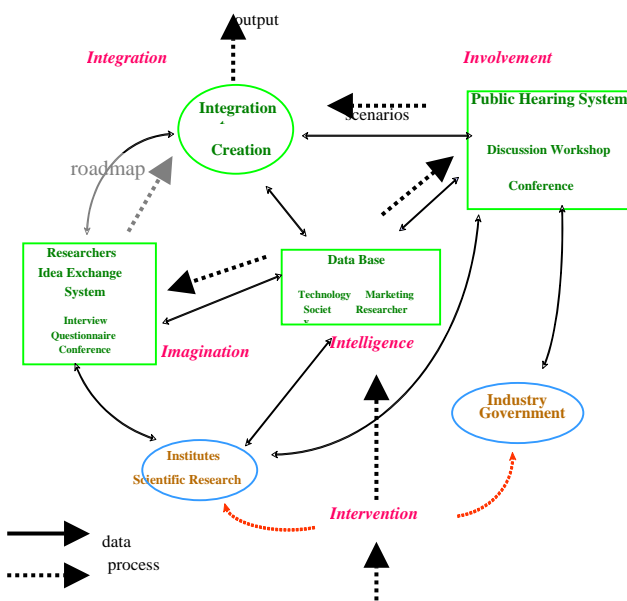 output
Integration
Involvement
Integration
Creation
Public Hearing System
Discussion Workshop
Conference
scenarios
roadmap
Researchers
Idea Exchange
System
Interview
Questionnaire
Conference
Data Base
Technology Marketing
Societ Researcher
Imagination
Intelligence
Industry
Government
Institutes
Scientific Research
Intervention
data
process